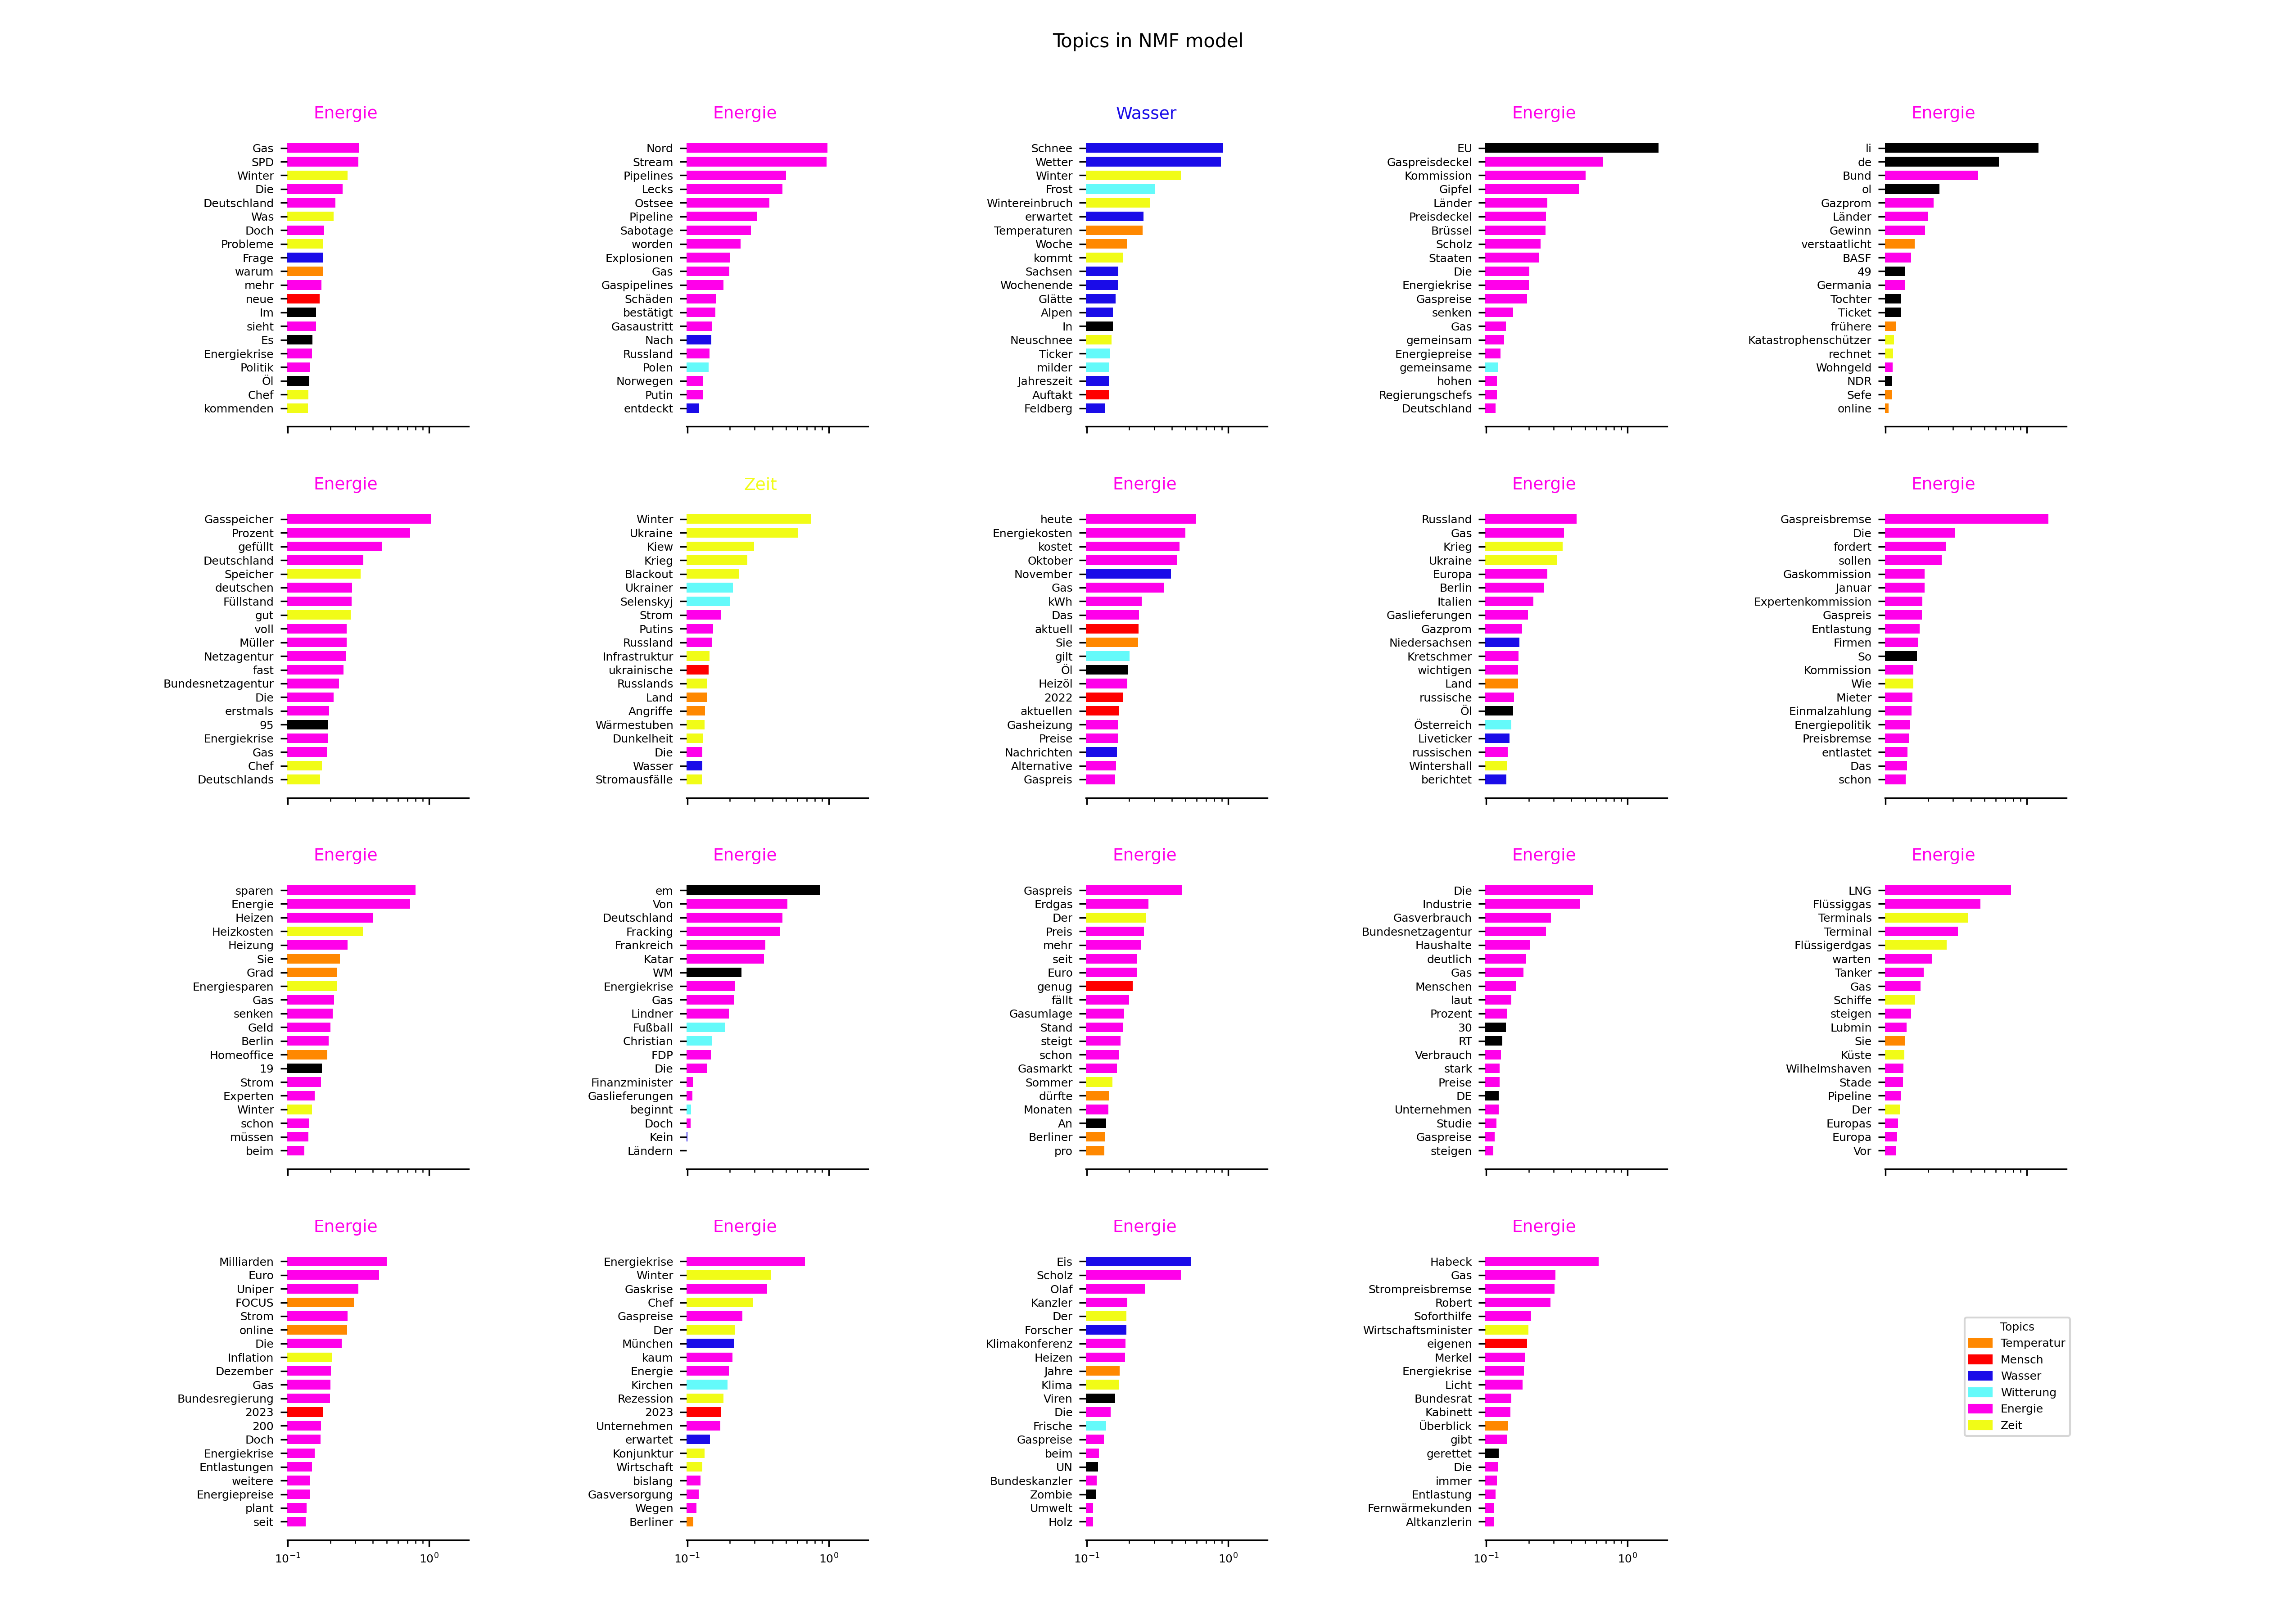 Topics in NMF model
Energie
Gas
SPD
Winter
Die
Deutschland
Was
Doch
Probleme
Frage
warum
mehr
neue
Im
sieht
Es
Energiekrise
Politik
Öl
Chef
kommenden
Energie
Nord
Stream
Pipelines
Lecks
Ostsee
Pipeline
Sabotage
worden
Explosionen
Gas
Gaspipelines
Schäden
bestätigt
Gasaustritt
Nach
Russland
Polen
Norwegen
Putin
entdeckt
Wasser
Schnee
Wetter
Winter
Frost
Wintereinbruch
erwartet
Temperaturen
Woche
kommt
Sachsen
Wochenende
Glätte
Alpen
In
Neuschnee
Ticker
milder
Jahreszeit
Auftakt
Feldberg
Energie
EU
Gaspreisdeckel
Kommission
Gipfel
Länder
Preisdeckel
Brüssel
Scholz
Staaten
Die
Energiekrise
Gaspreise
senken
Gas
gemeinsam
Energiepreise
gemeinsame
hohen
Regierungschefs
Deutschland
Energie
li
de
Bund
ol
Gazprom
Länder
Gewinn
verstaatlicht
BASF
49
Germania
Tochter
Ticket
frühere
Katastrophenschützer
rechnet
Wohngeld
NDR
Sefe
online
Energie
Gasspeicher
Prozent
gefüllt
Deutschland
Speicher
deutschen
Füllstand
gut
voll
Müller
Netzagentur
fast
Bundesnetzagentur
Die
erstmals
95
Energiekrise
Gas
Chef
Deutschlands
Zeit
Winter
Ukraine
Kiew
Krieg
Blackout
Ukrainer
Selenskyj
Strom
Putins
Russland
Infrastruktur
ukrainische
Russlands
Land
Angriffe
Wärmestuben
Dunkelheit
Die
Wasser
Stromausfälle
Energie
heute
Energiekosten
kostet
Oktober
November
Gas
kWh
Das
aktuell
Sie
gilt
Öl
Heizöl
2022
aktuellen
Gasheizung
Preise
Nachrichten
Alternative
Gaspreis
Energie
Russland
Gas
Krieg
Ukraine
Europa
Berlin
Italien
Gaslieferungen
Gazprom
Niedersachsen
Kretschmer
wichtigen
Land
russische
Öl
Österreich
Liveticker
russischen
Wintershall
berichtet
Energie
Gaspreisbremse
Die
fordert
sollen
Gaskommission
Januar
Expertenkommission
Gaspreis
Entlastung
Firmen
So
Kommission
Wie
Mieter
Einmalzahlung
Energiepolitik
Preisbremse
entlastet
Das
schon
Energie
sparen
Energie
Heizen
Heizkosten
Heizung
Sie
Grad
Energiesparen
Gas
senken
Geld
Berlin
Homeoffice
19
Strom
Experten
Winter
schon
müssen
beim
Energie
em
Von
Deutschland
Fracking
Frankreich
Katar
WM
Energiekrise
Gas
Lindner
Fußball
Christian
FDP
Die
Finanzminister
Gaslieferungen
beginnt
Doch
Kein
Ländern
Energie
Gaspreis
Erdgas
Der
Preis
mehr
seit
Euro
genug
fällt
Gasumlage
Stand
steigt
schon
Gasmarkt
Sommer
dürfte
Monaten
An
Berliner
pro
Energie
Die
Industrie
Gasverbrauch
Bundesnetzagentur
Haushalte
deutlich
Gas
Menschen
laut
Prozent
30
RT
Verbrauch
stark
Preise
DE
Unternehmen
Studie
Gaspreise
steigen
Energie
LNG
Flüssiggas
Terminals
Terminal
Flüssigerdgas
warten
Tanker
Gas
Schiffe
steigen
Lubmin
Sie
Küste
Wilhelmshaven
Stade
Pipeline
Der
Europas
Europa
Vor
Energie
Milliarden
Euro
Uniper
FOCUS
Strom
online
Die
Inflation
Dezember
Gas
Bundesregierung
2023
200
Doch
Energiekrise
Entlastungen
weitere
Energiepreise
plant
seit
10⁻¹ 10⁰
Energie
Energiekrise
Winter
Gaskrise
Chef
Gaspreise
Der
München
kaum
Energie
Kirchen
Rezession
2023
Unternehmen
erwartet
Konjunktur
Wirtschaft
bislang
Gasversorgung
Wegen
Berliner
10⁻¹ 10⁰
Energie
Eis
Scholz
Olaf
Kanzler
Der
Forscher
Klimakonferenz
Heizen
Jahre
Klima
Viren
Die
Frische
Gaspreise
beim
UN
Bundeskanzler
Zombie
Umwelt
Holz
10⁻¹ 10⁰
Energie
Habeck
Gas
Strompreisbremse
Robert
Soforthilfe
Wirtschaftsminister
eigenen
Merkel
Energiekrise
Licht
Bundesrat
Kabinett
Überblick
gibt
gerettet
Die
immer
Entlastung
Fernwärmekunden
Altkanzlerin
10⁻¹ 10⁰
Topics
Temperatur
Mensch
Wasser
Witterung
Energie
Zeit